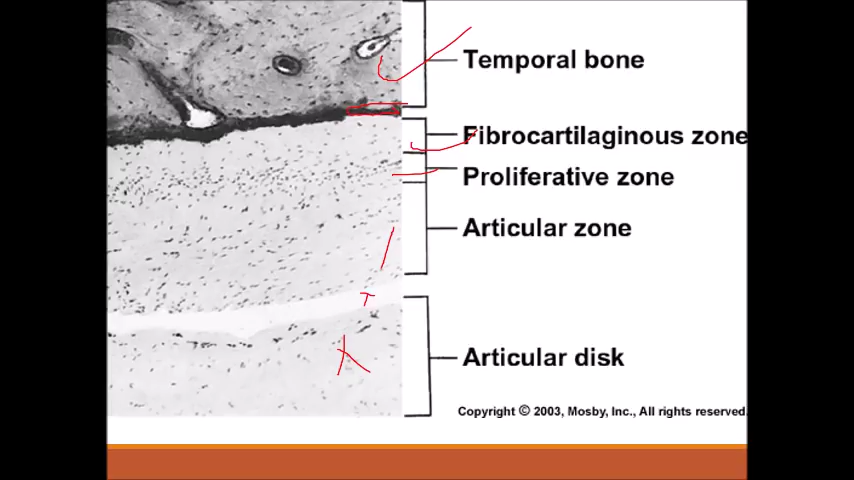 Temporal bone
Fibrocartilaginous zone
Proliferative zone
Articular zone
Articular disk
Copyright © 2003, Mosby, Inc., All rights reserved.